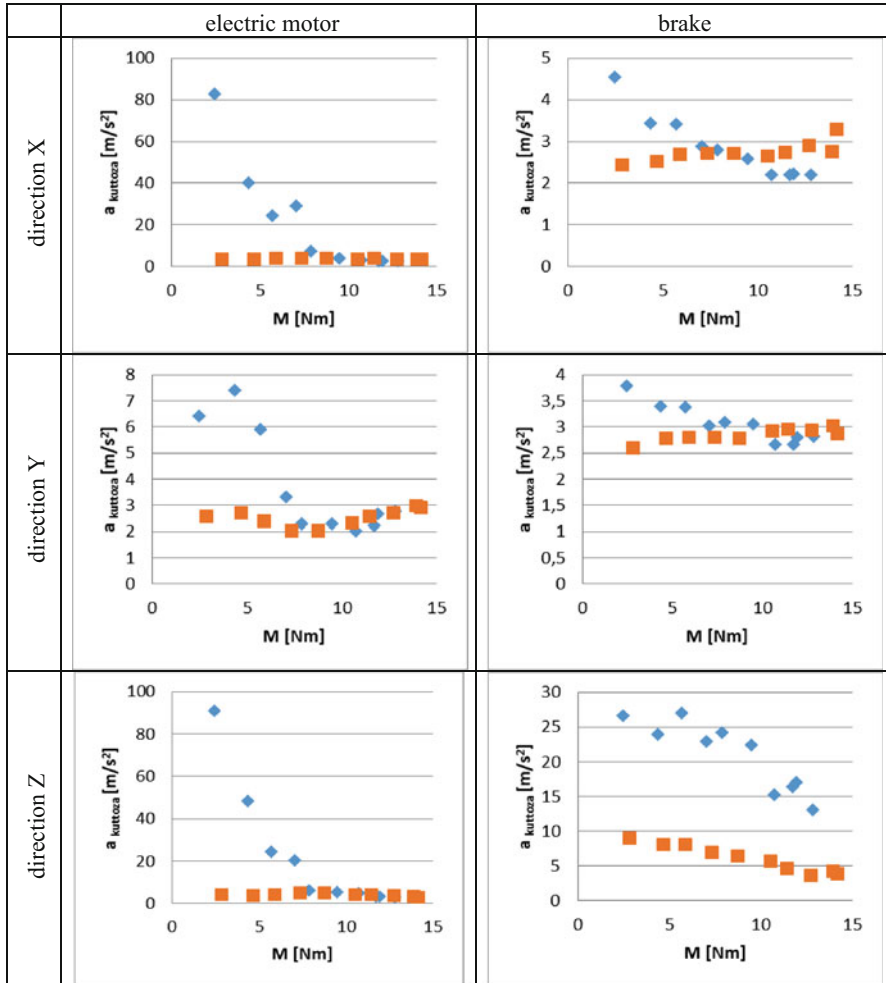 electric motor brake
direction X
a kuttoza [m/s²]
100
80
60
40
20
0
0 5 10 15
M [Nm]
a kuttoza [m/s²]
5
4
3
2
1
0
0 5 10 15
M [Nm]
direction Y
a kuttoza [m/s²]
8
7
6
5
4
3
2
1
0
0 5 10 15
M [Nm]
a kuttoza [m/s²]
4
3,5
3
2,5
2
1,5
1
0,5
0
0 5 10 15
M [Nm]
direction Z
a kuttoza [m/s²]
100
80
60
40
20
0
0 5 10 15
M [Nm]
a kuttoza [m/s²]
30
25
20
15
10
5
0
0 5 10 15
M [Nm]